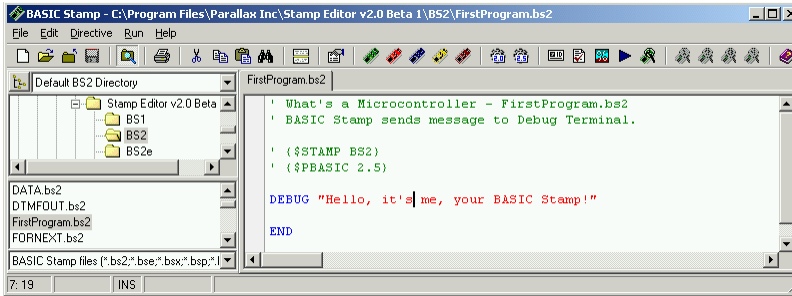 BASIC Stamp - C:\Program Files\Parallax Inc\Stamp Editor v2.0 Beta 1\BS2\FirstProgram.bs2
File Edit Directive Run Help
Default BS2 Directory
Stamp Editor v2.0 Beta
BS1
BS2
BS2e
DATA.bs2
DTMFOUT.bs2
FirstProgram.bs2
FORNEXT.bs2
BASIC Stamp files (*.bs2;*.bse;*.bsx;*.bsp;*.l
FirstProgram.bs2
' What's a Microcontroller - FirstProgram.bs2
' BASIC Stamp sends message to Debug Terminal.
' {$STAMP BS2}
' {$PBASIC 2.5}
DEBUG "Hello, it's me, your BASIC Stamp!"
END
7: 19 INS